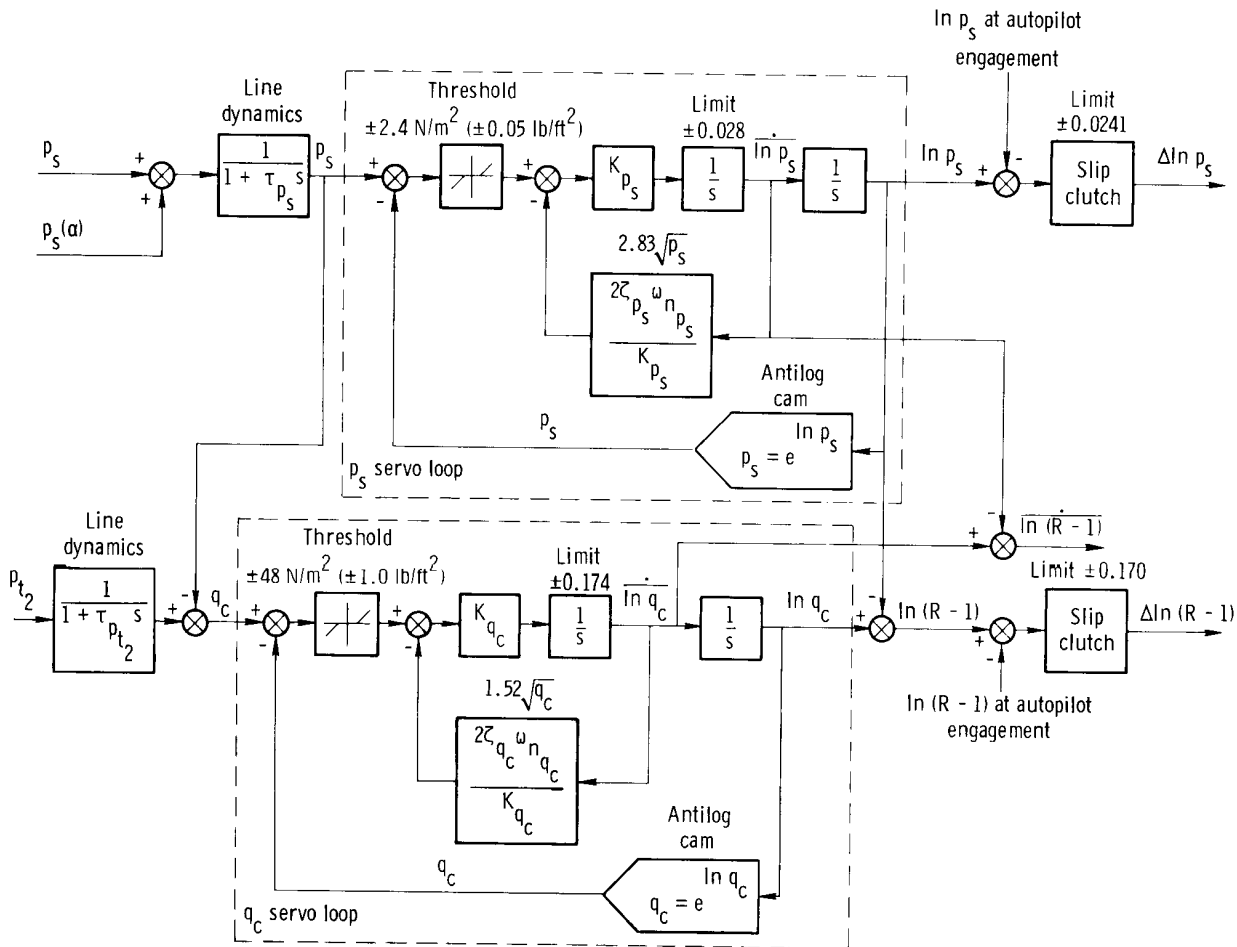 ln p_s at autopilot
engagement
Line
dynamics
Threshold
±2.4 N/m² (±0.05 lb/ft²)
Limit
±0.028
Limit
±0.0241
p_s
+
+
p_s(α)
1
1 + τ_p_s s
p_s
+
-
+
-
K_p_s
1
s
ln p_s
1
s
ln p_s
+
-
Slip
clutch
Δln p_s
2.83√p_s
2ζ_p_s ω_n_p_s
K_p_s
Antilog
cam
p_s
p_s = e^ln p_s
p_s servo loop
Line
dynamics
Threshold
±48 N/m² (±1.0 lb/ft²)
Limit
±0.174
-
+
ln (R - 1)
Limit ±0.170
p_t_2
1
1 + τ_p_t_2 s
+
-
q_c
+
-
+
-
K_q_c
1
s
ln q_c
1
s
ln q_c
+
-
ln (R - 1)
+
-
Slip
clutch
Δln (R - 1)
ln (R - 1) at autopilot
engagement
1.52√q_c
2ζ_q_c ω_n_q_c
K_q_c
Antilog
cam
q_c
q_c = e^ln q_c
q_c servo loop